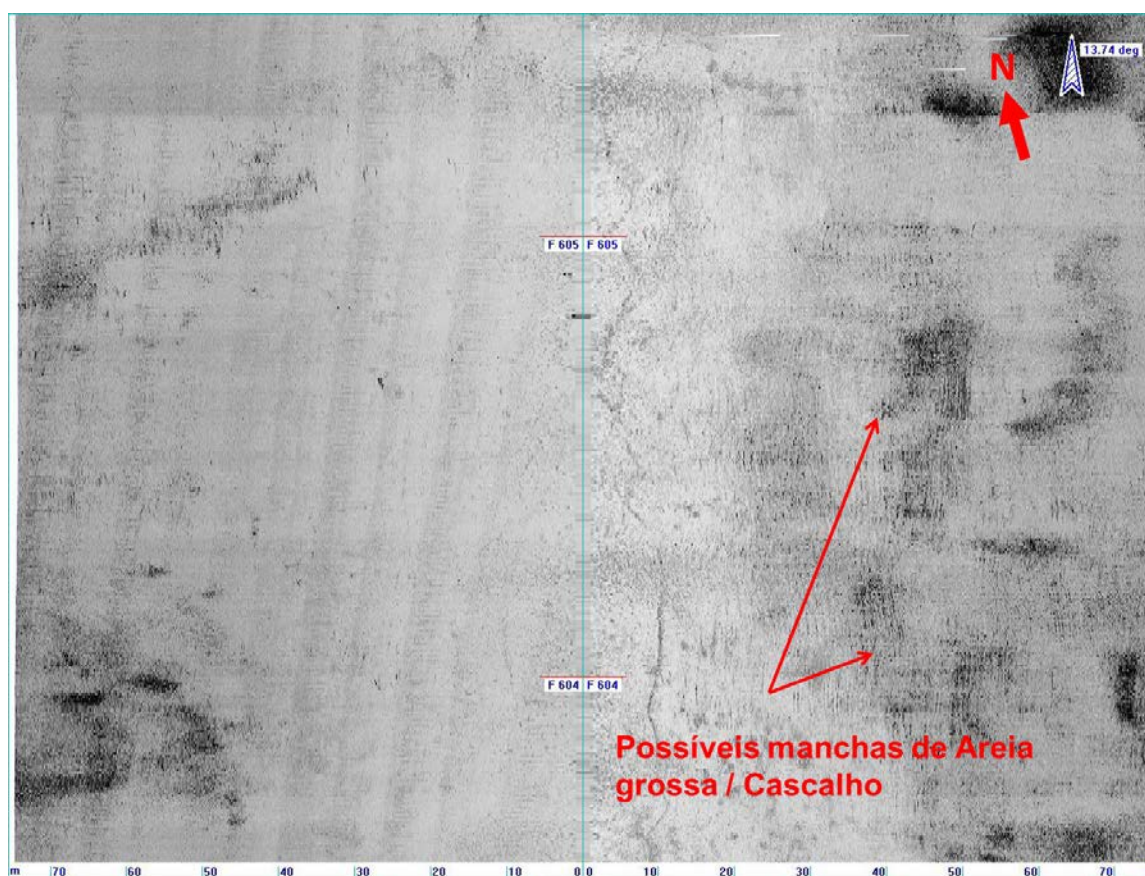 13.74 deg
N
F 605 F 605
F 604 F 604
Possíveis manchas de Areia
grossa / Cascalho
m 70 60 50 40 30 20 10 0 0 10 20 30 40 50 60 70